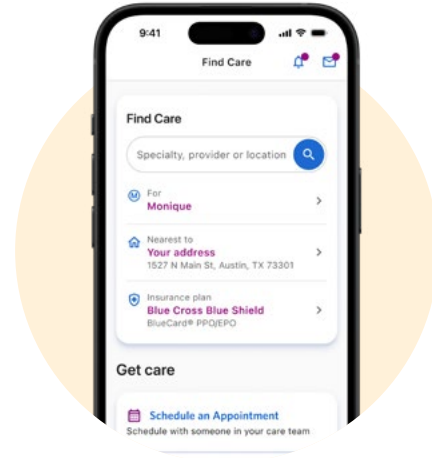 9:41
Find Care
Find Care
Specialty, provider or location
M
For
Monique
Nearest to
Your address
1527 N Main St, Austin, TX 73301
Insurance plan
Blue Cross Blue Shield
BlueCard® PPO/EPO
Get care
Schedule an Appointment
Schedule with someone in your care team